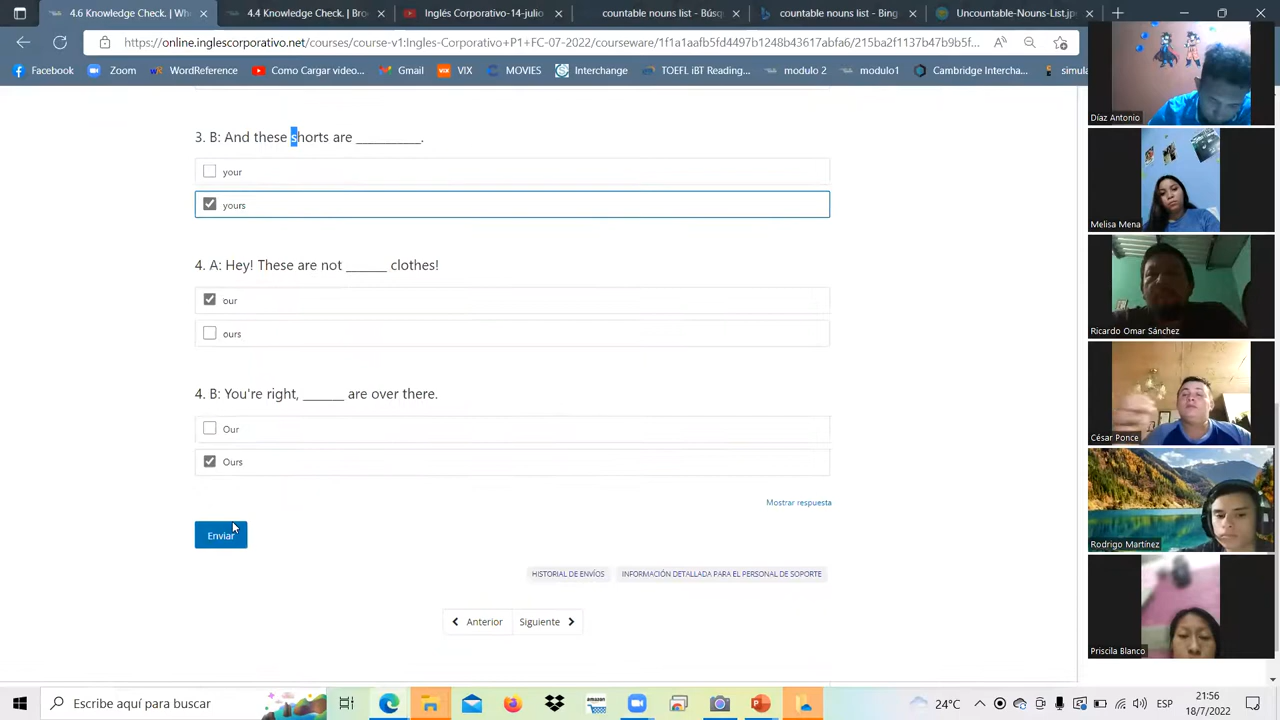 4.6 Knowledge Check. | Wh
4.4 Knowledge Check. | Bro
Inglés Corporativo-14-idio
countable nouns list - Búsq
countable nouns list - Bing
Uncountable-Nouns-List.jp
https://online.inglescorporativo.net/courses/course-v1:Ingles-Corporativo+P1+FC-07-2022/courseware/1f1a1aafb5fd4497b1248b43617abfa6/215ba2f1137b47b9b5f...
Facebook
Zoom
WordReference
Como Cargar video...
Gmail
VIX
MOVIES
Interchange
TOEFL iBT Reading...
modulo 2
modulo1
Cambridge Intercha...
simula
3. B: And these shorts are __________.
your
yours
4. A: Hey! These are not ______ clothes!
our
ours
4. B: You're right, ______ are over there.
Our
Ours
Mostrar respuesta
Enviar
HISTORIAL DE ENVÍOS
INFORMACIÓN DETALLADA PARA EL PERSONAL DE SOPORTE
Anterior
Siguiente
Díaz Antonio
Melisa Mena
Ricardo Omar Sánchez
César Ponce
Rodrigo Martínez
Priscila Blanco
Escribe aquí para buscar
amazon
24°C
ESP
21:56
18/7/2022